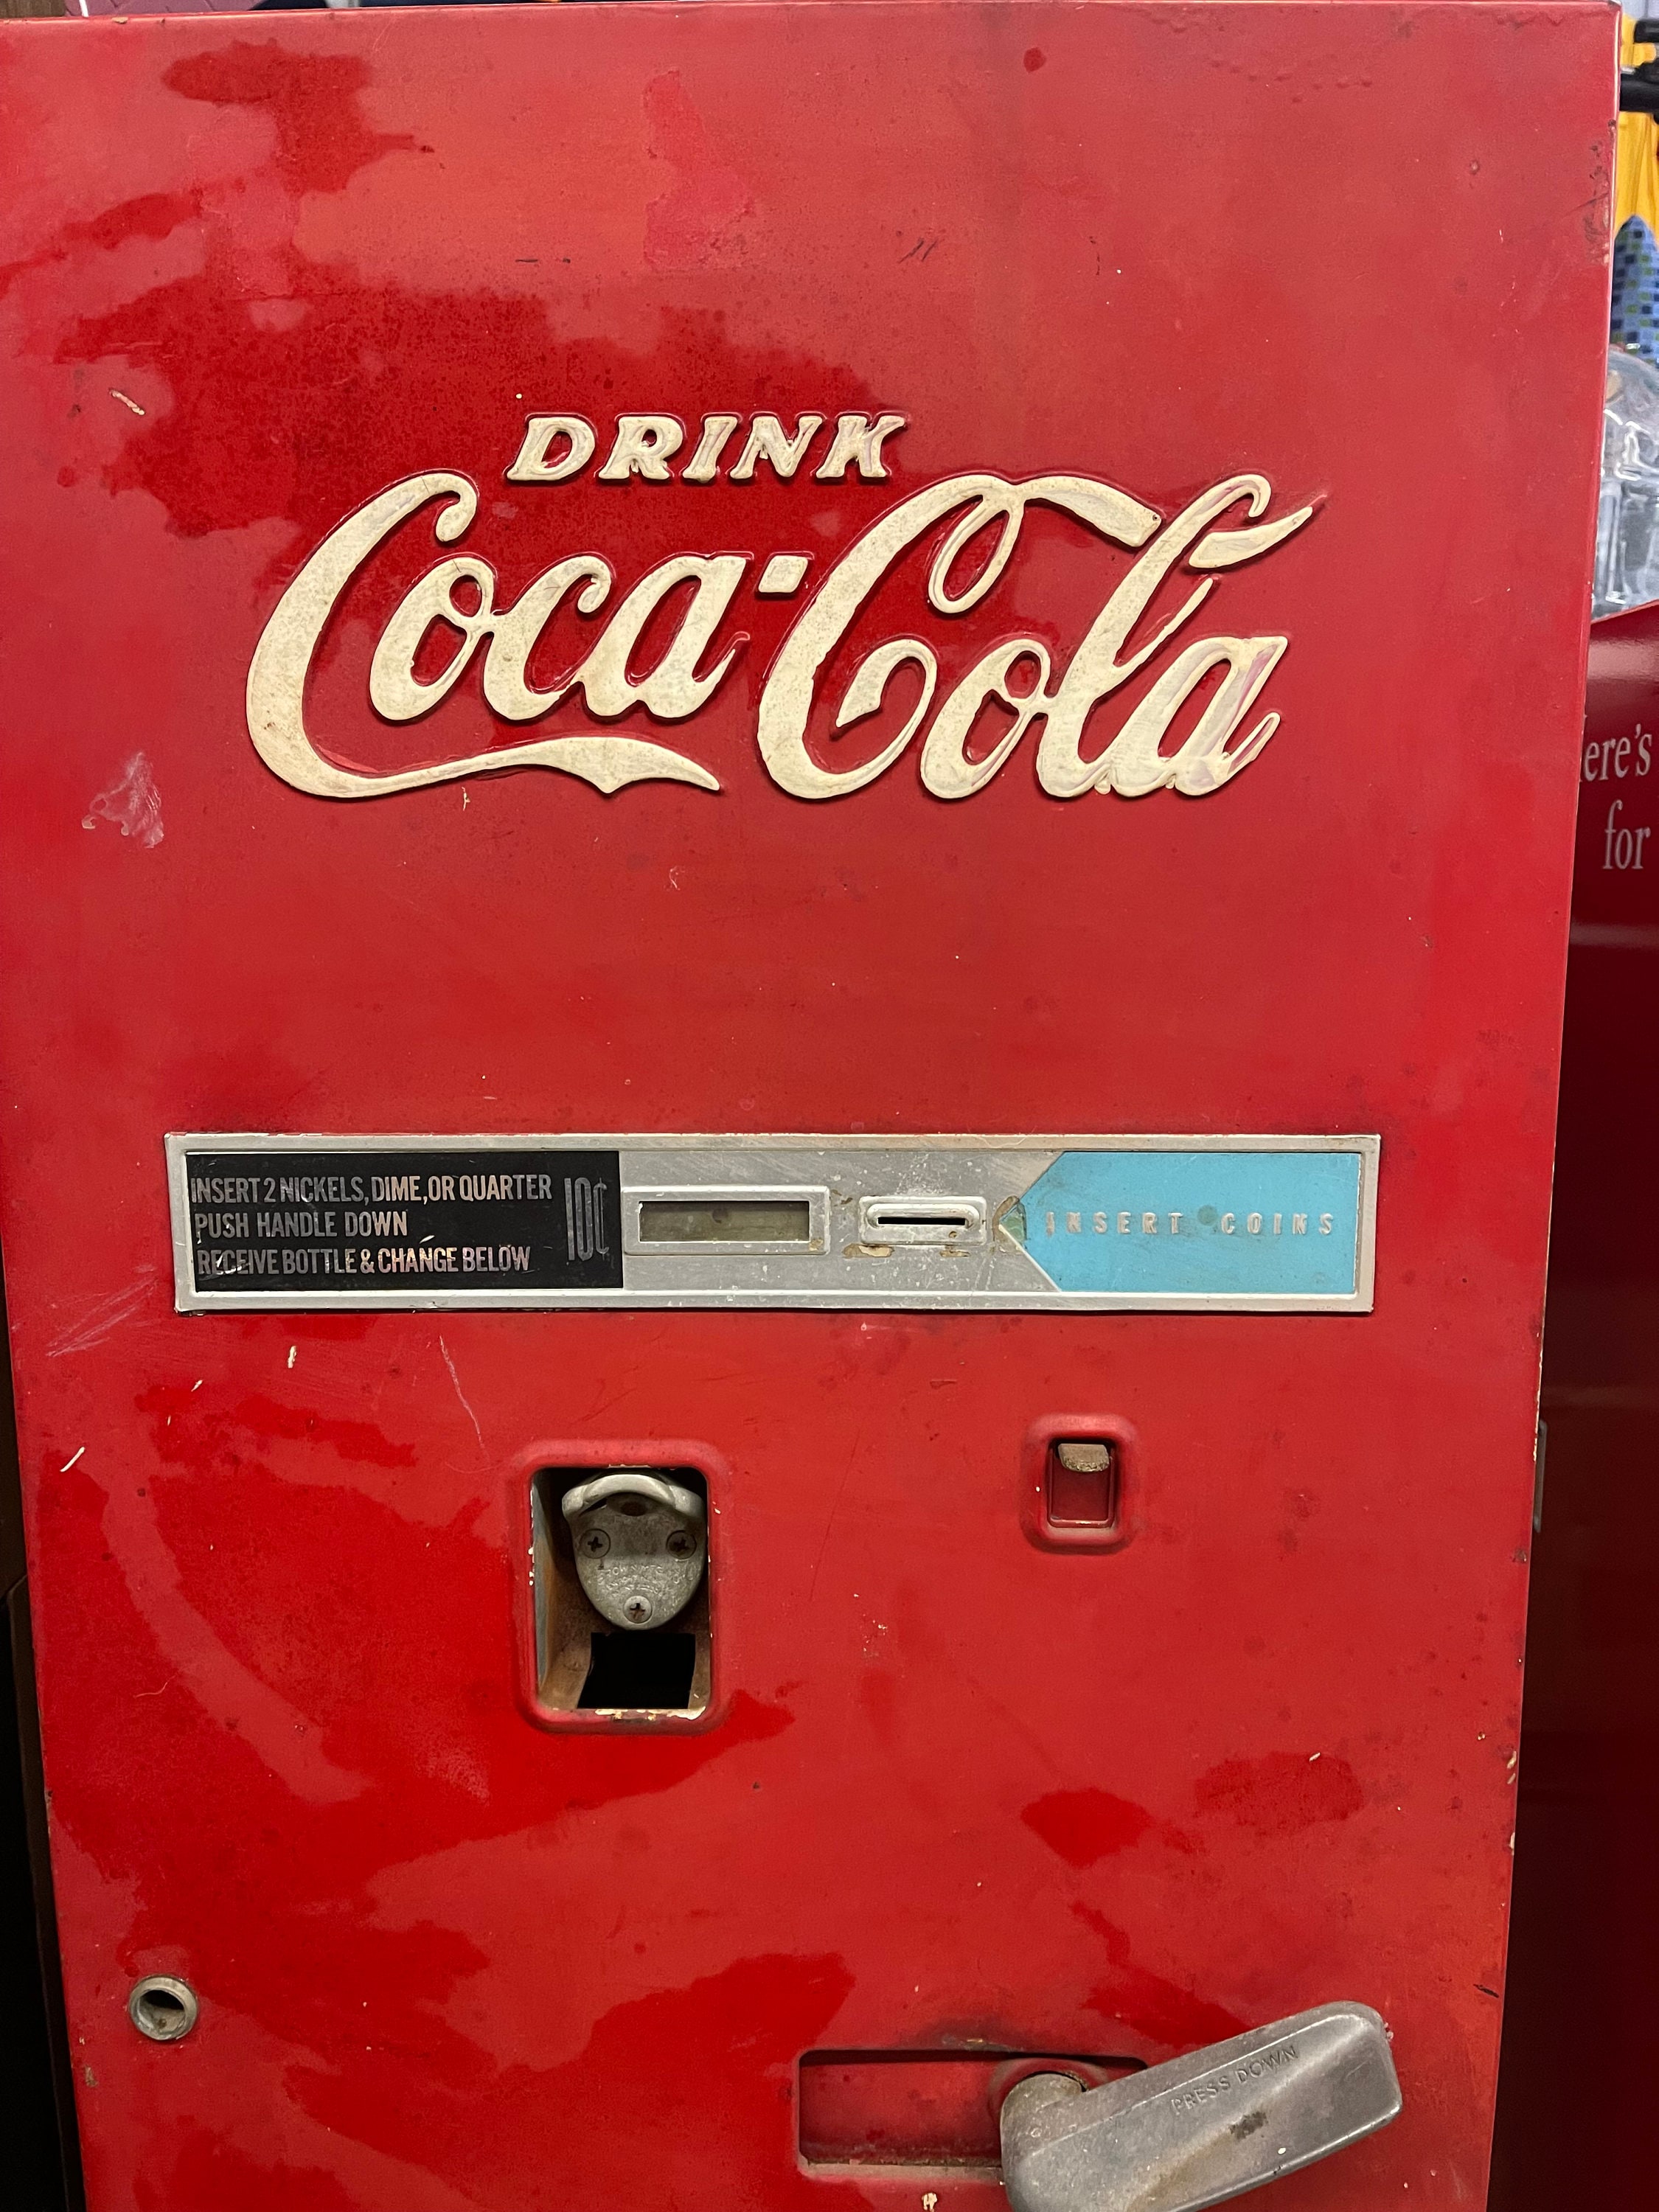 DRINK
Coca-Cola
INSERT 2 NICKELS, DIME, OR QUARTER
PUSH HANDLE DOWN
RECEIVE BOTTLE & CHANGE BELOW
10¢
INSERT COINS
PRESS DOWN
ere's
for